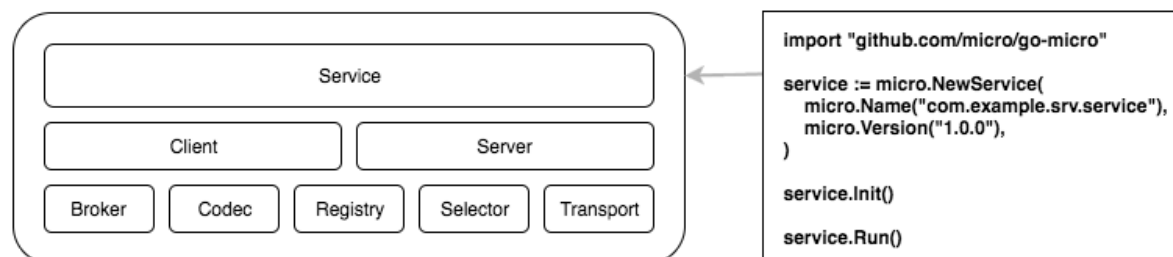 Service
Client
Server
Broker
Codec
Registry
Selector
Transport
import "github.com/micro/go-micro"
service := micro.NewService(
micro.Name("com.example.srv.service"),
micro.Version("1.0.0"),
)
service.Init()
service.Run()